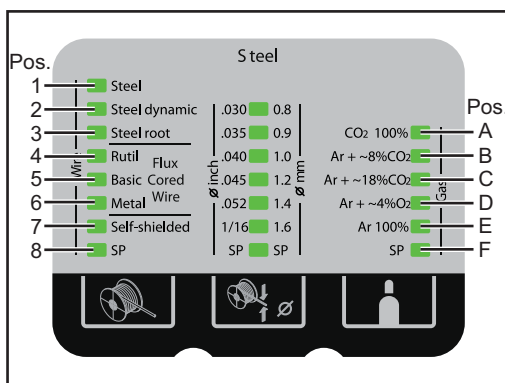 S teel
Pos.
1 Steel
2 Steel dynamic .030 0.8 Pos.
3 Steel root .035 0.9 CO2 100% A
4 Rutil .040 1.0 Ar + ~8%CO2 B
Flux
5 Basic Cored .045 1.2 Ar + ~18%CO2 C
6 Metal Wire .052 1.4 Ar + ~4%O2 D
7 Self-shielded 1/16 1.6 Ar 100% E
8 SP SP SP SP F
ø inch
ø mm
Gas
Ø